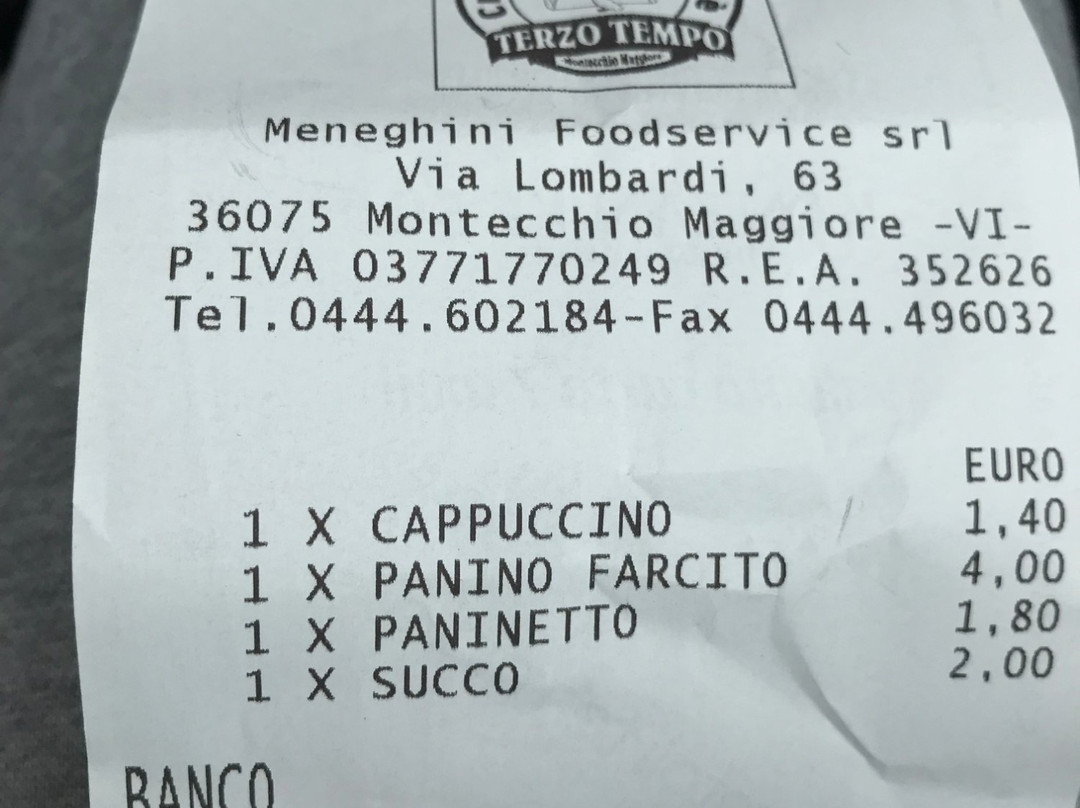 TERZO TEMPO
Montecchio Maggiore
Meneghini Foodservice srl
Via Lombardi, 63
36075 Montecchio Maggiore -VI-
P.IVA 03771770249 R.E.A. 352626
Tel.0444.602184-Fax 0444.496032
EURO
1 X CAPPUCCINO 1,40
1 X PANINO FARCITO 4,00
1 X PANINETTO 1,80
1 X SUCCO 2,00
BANCO